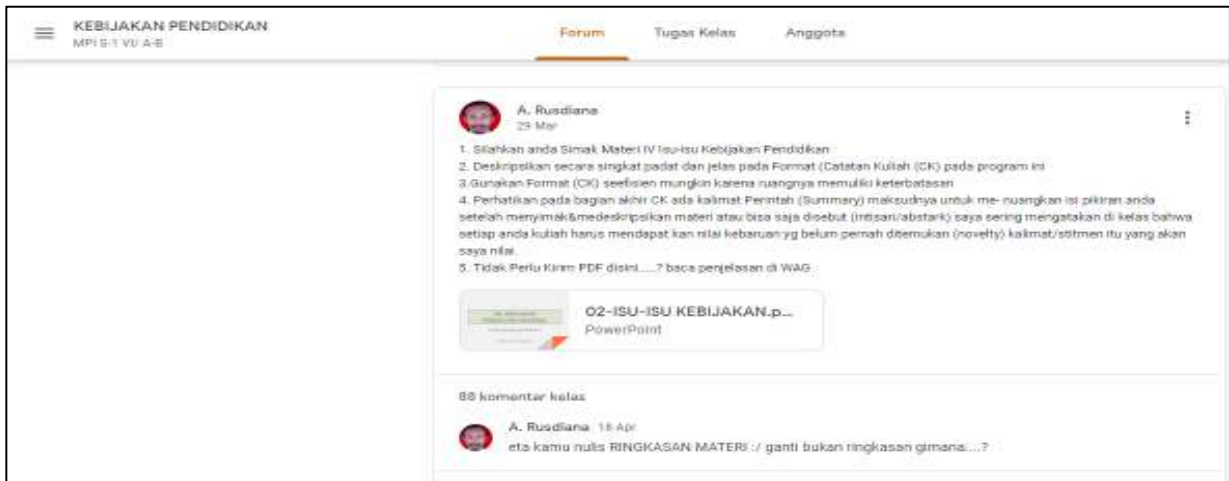 KEBIJAKAN PENDIDIKAN
MPI S-1 VI/ A-B
Forum
Tugas Kelas
Anggota
A. Rusdiana
29 Mar
1. Silahkan anda Simak Materi IV Isu-isu Kebijakan Pendidikan
2. Deskripsikan secara singkat padat dan jelas pada Format (Catatan Kuliah (CK) pada program ini
3.Gunakan Format (CK) seefisien mungkin karena ruangnya memuliki keterbatasan
4. Perhatikan pada bagian akhir CK ada kalimat Perintah (Summary) maksudnya untuk me- nuangkan isi pikiran anda
setelah menyimak&medeskripsikan materi atau bisa saja disebut (intisari/abstark) saya sering mengatakan di kelas bahwa
setiap anda kuliah harus mendapat kan nilai kebaruan yg belum pernah ditemukan (novelty) kalimat/stitmen itu yang akan
saya nilai.
5. Tidak Perlu Kirim PDF disini.....? baca penjelasan di WAG
02-ISU-ISU KEBIJAKAN.p...
PowerPoint
88 komentar kelas
A. Rusdiana 18 Apr
eta kamu nulis RINGKASAN MATERI :/ ganti bukan ringkasan gimana....?